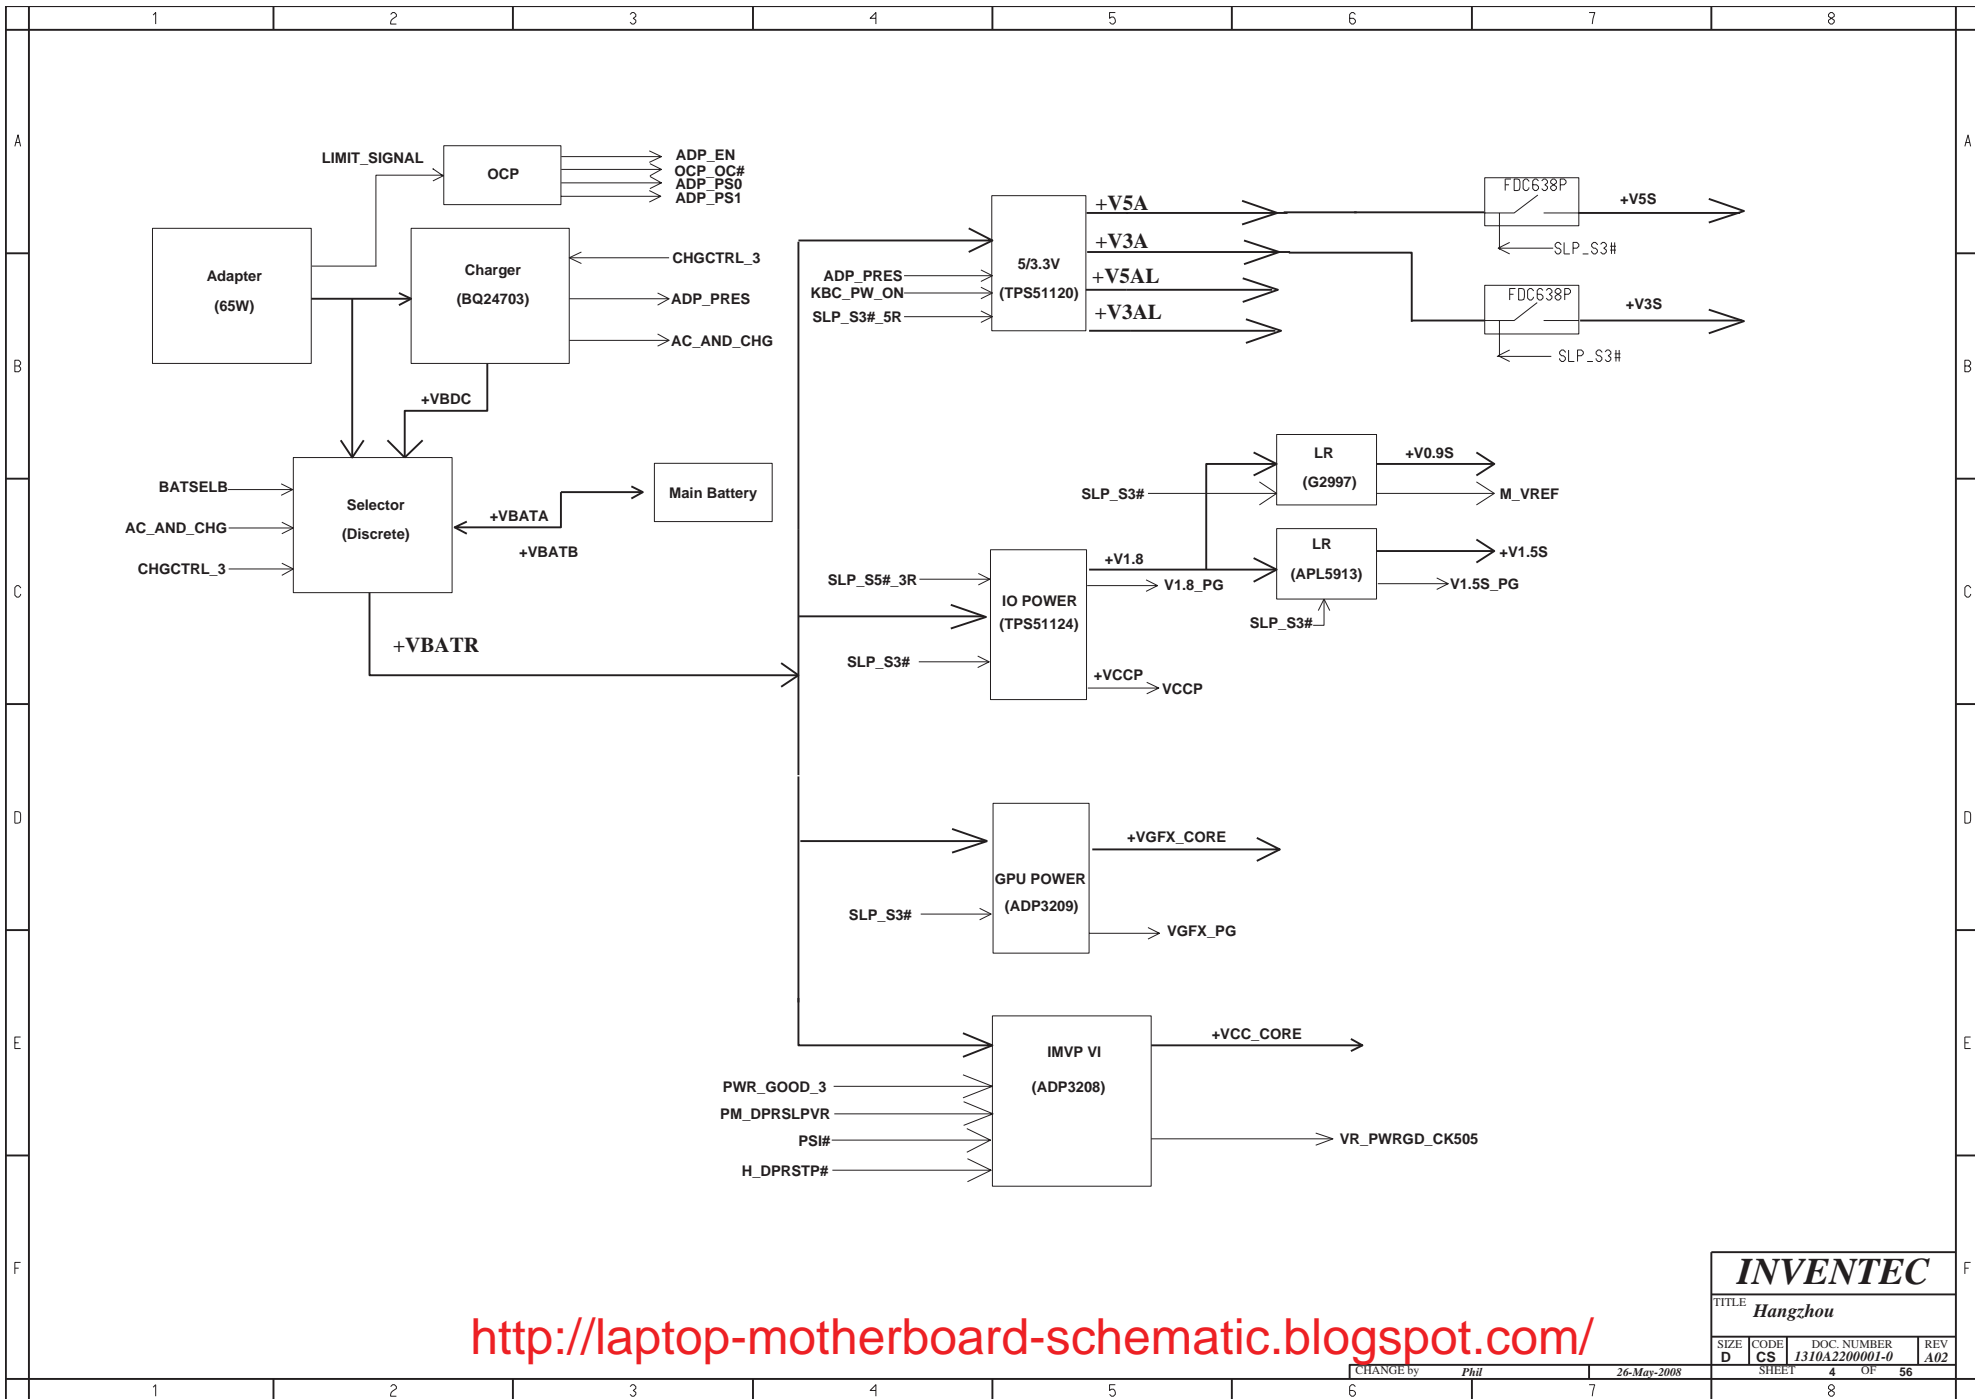 1 2 3 4 5 6 7 8
A
A
LIMIT_SIGNAL
OCP
ADP_EN
OCP_OC#
ADP_PS0
ADP_PS1
Adapter
(65W)
Charger
(BQ24703)
CHGCTRL_3
ADP_PRES
AC_AND_CHG
+VBDC
5/3.3V
(TPS51120)
ADP_PRES
KBC_PW_ON
SLP_S3#_5R
+V5A
+V3A
+V5AL
+V3AL
FDC638P
+V5S
SLP_S3#
FDC638P
+V3S
SLP_S3#
B
B
BATSELB
AC_AND_CHG
CHGCTRL_3
Selector
(Discrete)
+VBATA
+VBATB
Main Battery
+VBATR
LR
(G2997)
+V0.9S
SLP_S3#
M_VREF
LR
(APL5913)
+V1.5S
V1.5S_PG
SLP_S3#
SLP_S5#_3R
IO POWER
(TPS51124)
SLP_S3#
+V1.8
V1.8_PG
+VCCP
VCCP
C
C
D
D
GPU POWER
(ADP3209)
SLP_S3#
+VGFX_CORE
VGFX_PG
E
E
IMVP VI
(ADP3208)
+VCC_CORE
PWR_GOOD_3
PM_DPRSLPVR
PSI#
H_DPRSTP#
VR_PWRGD_CK505
F
F
http://laptop-motherboard-schematic.blogspot.com/
INVENTEC
TITLE Hangzhou
SIZE CODE DOC. NUMBER REV
D CS 1310A2200001-0 A02
CHANGE by Phil 26-May-2008 SHEET 4 OF 56
1 2 3 4 5 6 7 8